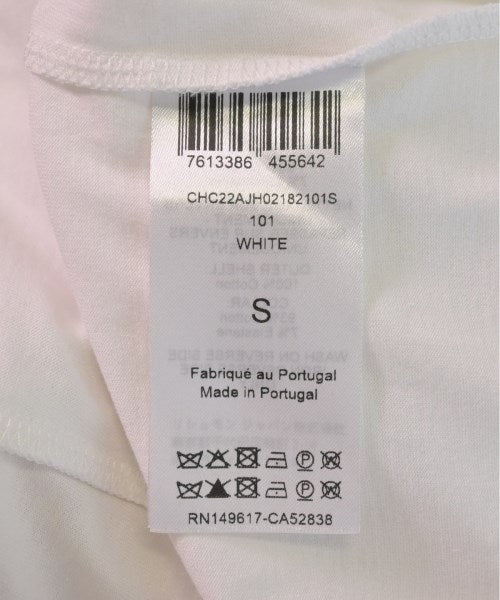 7613386 455642
CHC22AJH02182101S
101
WHITE
S
Fabriqué au Portugal
Made in Portugal
RN149617-CA52838